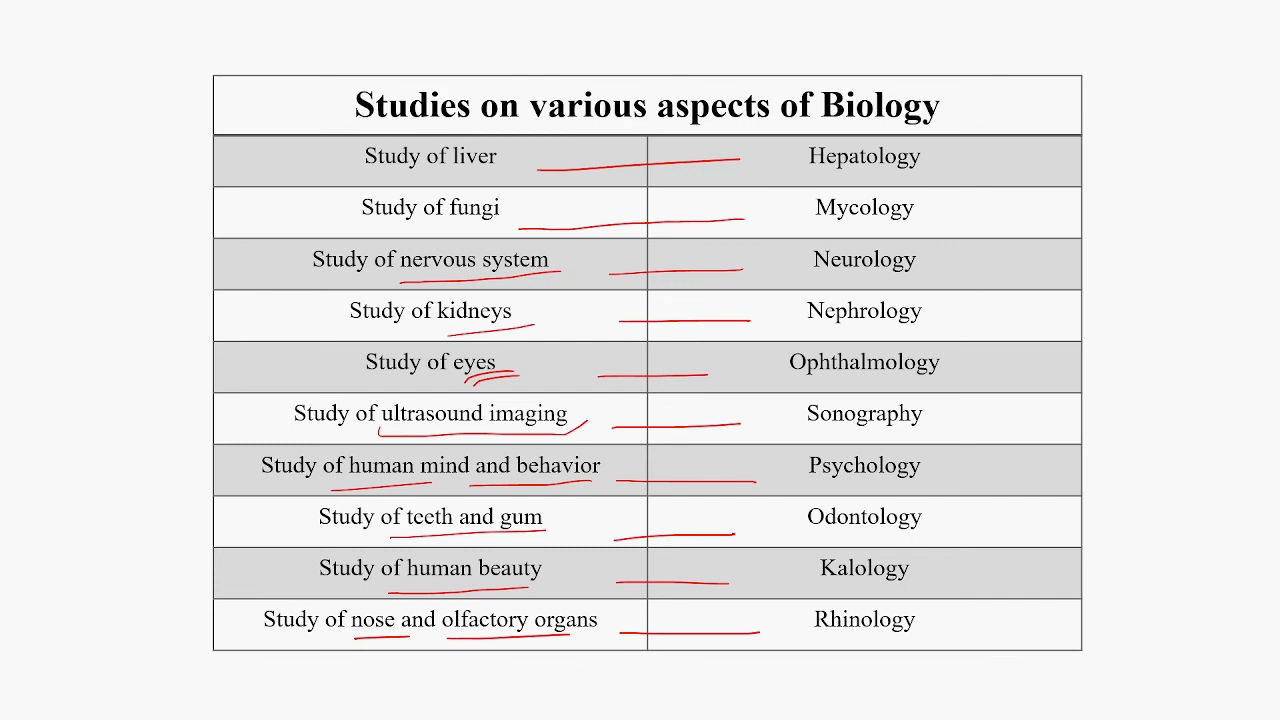 Studies on various aspects of Biology
Study of liver Hepatology
Study of fungi Mycology
Study of nervous system Neurology
Study of kidneys Nephrology
Study of eyes Ophthalmology
Study of ultrasound imaging Sonography
Study of human mind and behavior Psychology
Study of teeth and gum Odontology
Study of human beauty Kalology
Study of nose and olfactory organs Rhinology